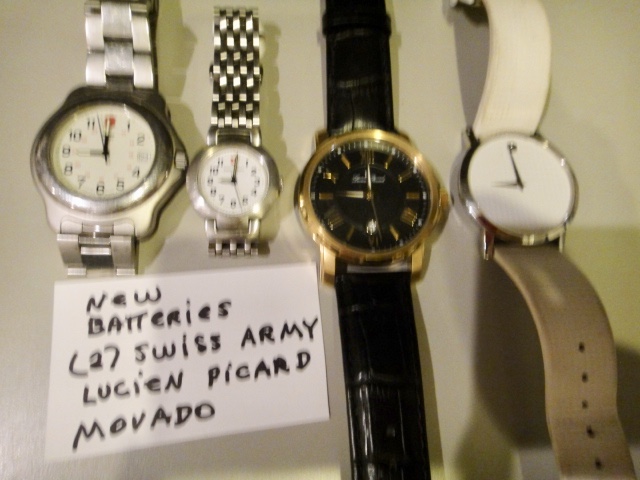 NEW
BATTERIES
(2) SWISS ARMY
LUCIEN PICARD
MOVADO